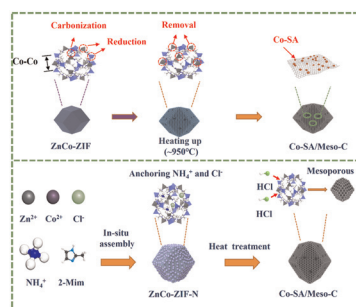 Carbonization
Removal
Reduction
Co-SA
Co-Co
ZnCo-ZIF
Heating up
(~950°C)
Co-SA/Meso-C
Anchoring NH₄⁺ and Cl⁻
Mesoporous
HCl
HCl
Zn²⁺
Co²⁺
Cl⁻
In-situ
assembly
Heat treatment
NH₄⁺
2-Mim
ZnCo-ZIF-N
Co-SA/Meso-C